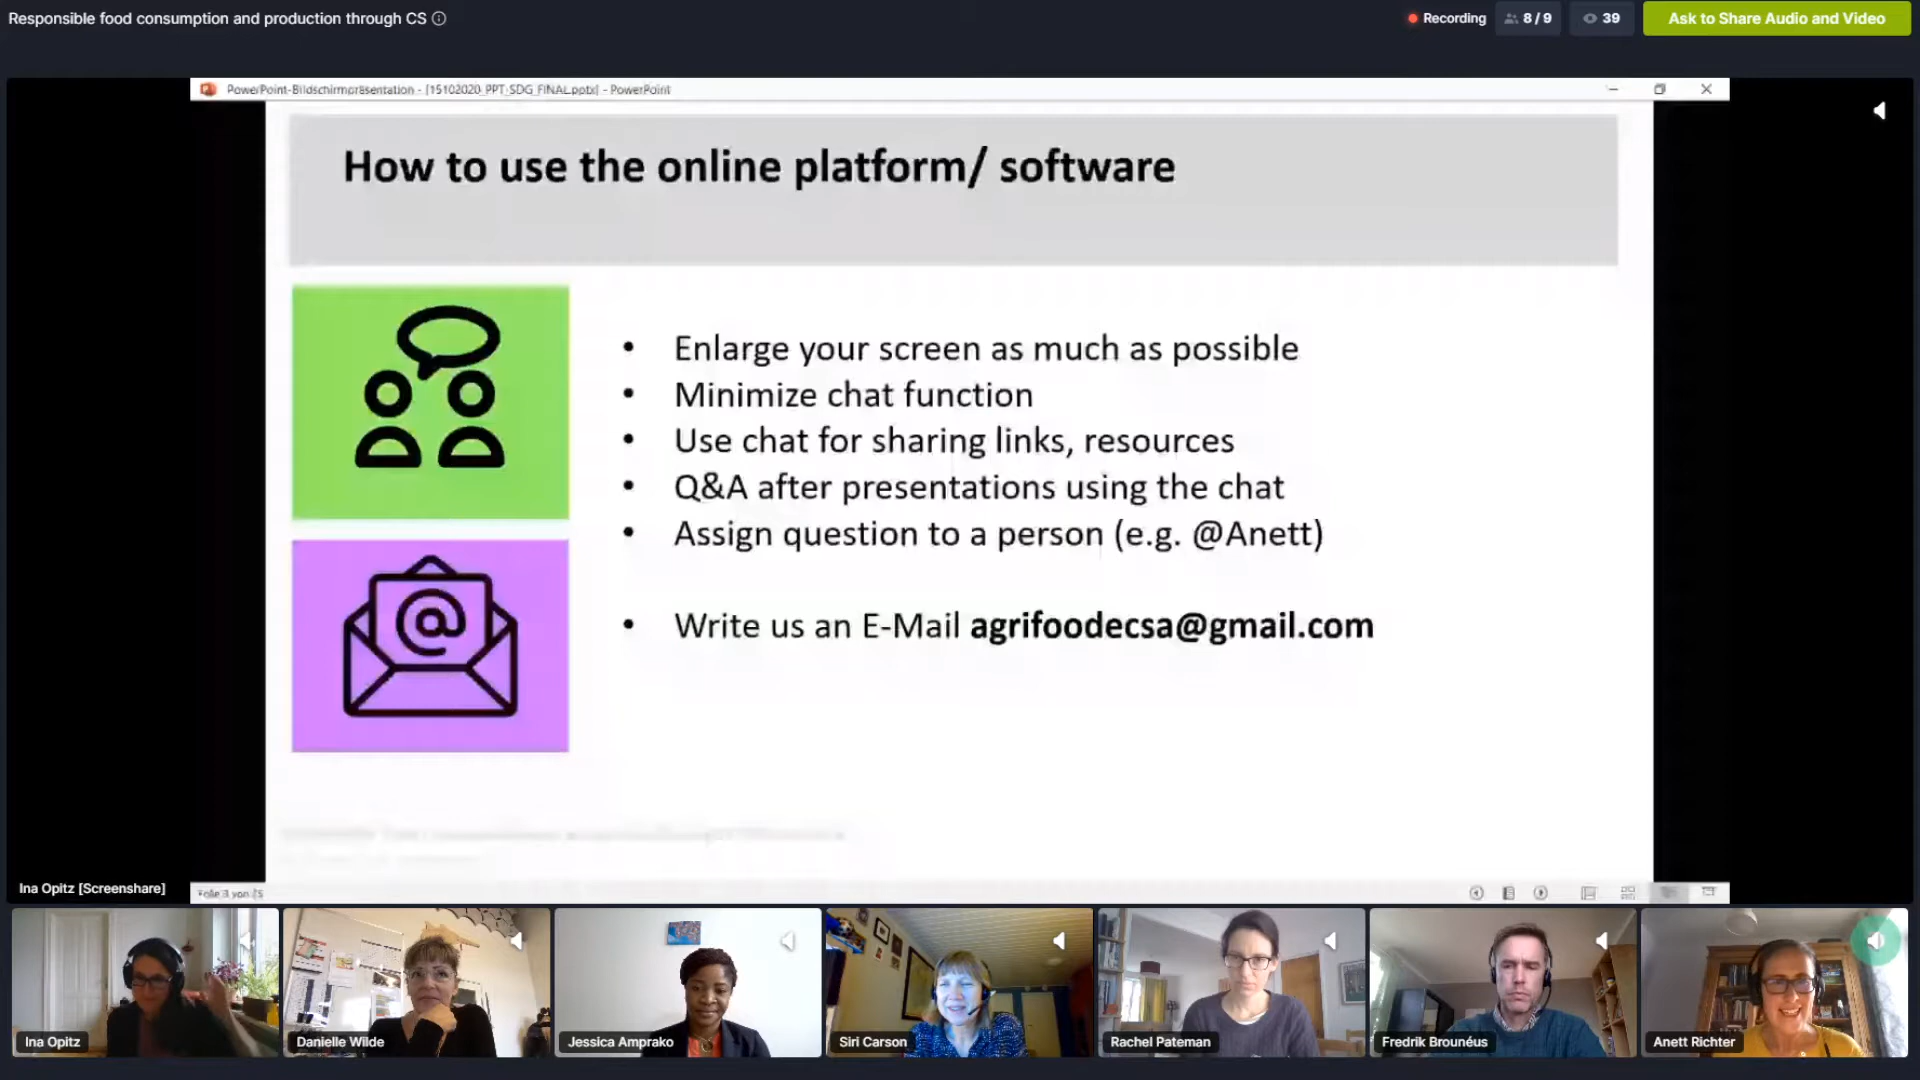 Responsible food consumption and production through CS
Recording
8 / 9
39
Ask to Share Audio and Video
PowerPoint-Bildschirmpräsentation - [15102020_PPT_SDG_FINAL.pptx] - PowerPoint
How to use the online platform/ software
• Enlarge your screen as much as possible
• Minimize chat function
• Use chat for sharing links, resources
• Q&A after presentations using the chat
• Assign question to a person (e.g. @Anett)
@
• Write us an E-Mail agrifoodecsa@gmail.com
Ina Opitz [Screenshare]
Folie 3 von
Ina Opitz
Danielle Wilde
Jessica Amprako
Siri Carson
Rachel Pateman
Fredrik Brounéus
Anett Richter